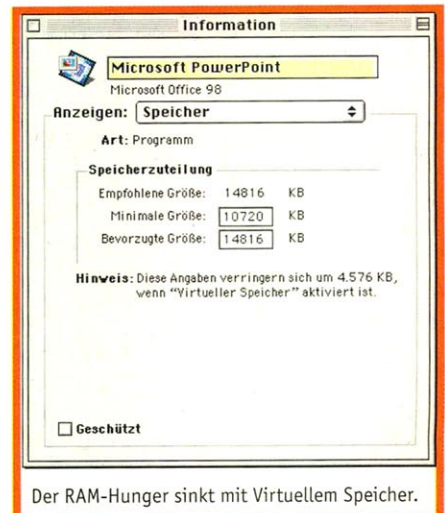 Information
Microsoft PowerPoint
Microsoft Office 98
Anzeigen: Speicher
Art: Programm
Speicherzuteilung
Empfohlene Größe: 14816 KB
Minimale Größe: 10720 KB
Bevorzugte Größe: 14816 KB
Hinweis: Diese Angaben verringern sich um 4.576 KB,
wenn "Virtueller Speicher" aktiviert ist.
Geschützt
Der RAM-Hunger sinkt mit Virtuellem Speicher.